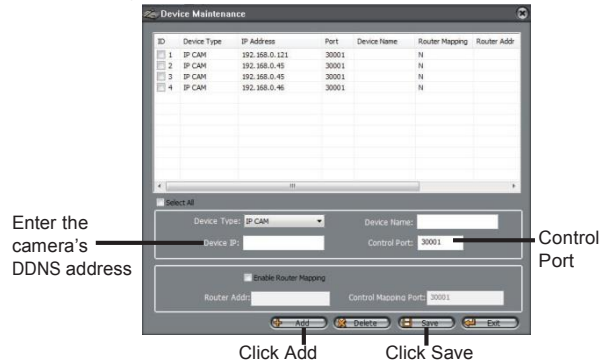 Device Maintenance
ID Device Type IP Address Port Device Name Router Mapping Router Addr
1 IP CAM 192.168.0.121 30001 N
2 IP CAM 192.168.0.45 30001 N
3 IP CAM 192.168.0.45 30001 N
4 IP CAM 192.168.0.46 30001 N
Select All
Device Type: IP CAM Device Name:
Device IP: Control Port: 30001
Enter the
camera's
DDNS address
Control
Port
Enable Router Mapping
Router Addr: Control Mapping Port: 30001
Add Delete Save Exit
Click Add Click Save